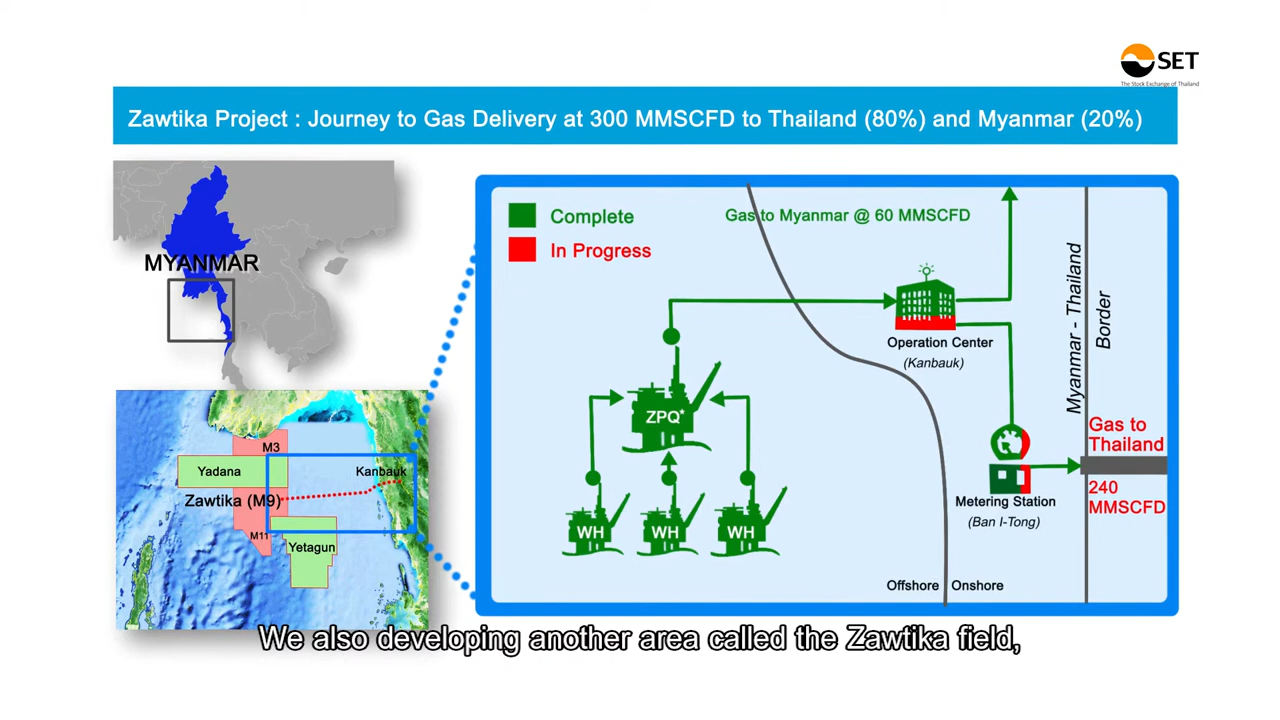 SET
The Stock Exchange of Thailand
Zawtika Project : Journey to Gas Delivery at 300 MMSCFD to Thailand (80%) and Myanmar (20%)
MYANMAR
M3
Yadana
Kanbauk
Zawtika (M9)
M11
Yetagun
Complete
In Progress
Gas to Myanmar @ 60 MMSCFD
Operation Center
(Kanbauk)
Myanmar - Thailand
Border
ZPQ*
WH
WH
WH
Gas to
Thailand
240
MMSCFD
Metering Station
(Ban I-Tong)
Offshore
Onshore
We also developing another area called the Zawtika field,